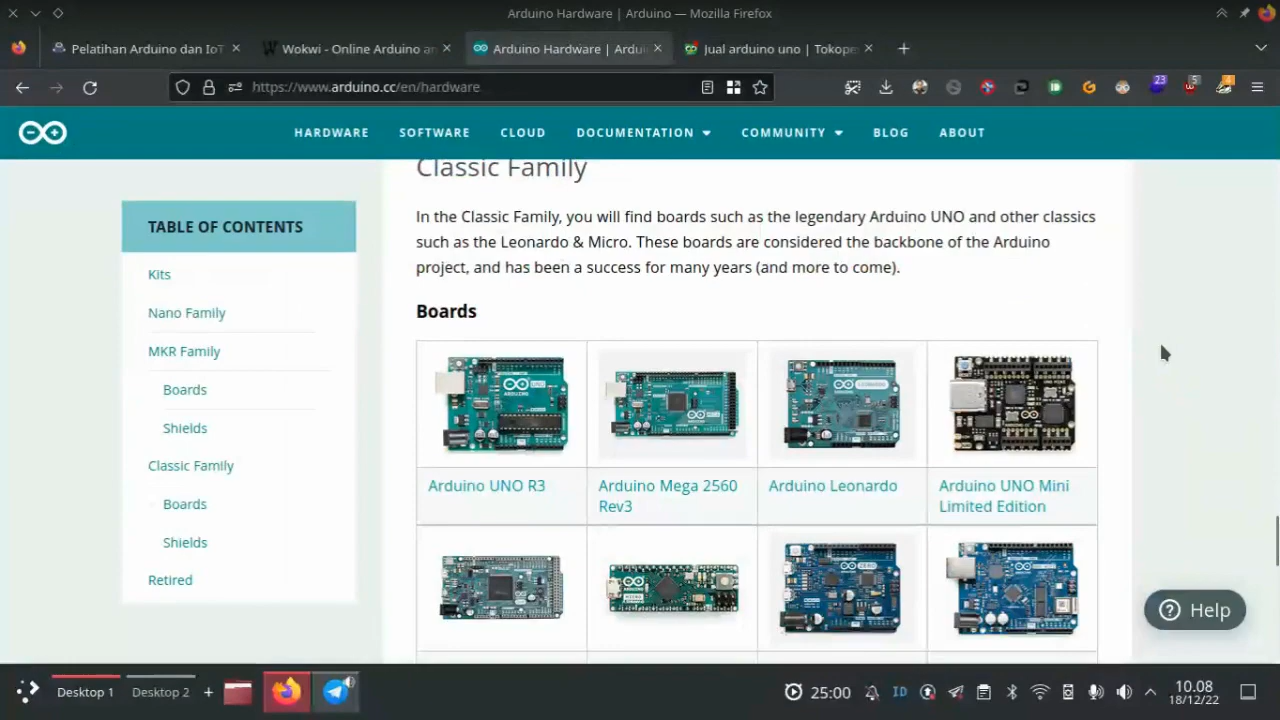 Arduino Hardware | Arduino — Mozilla Firefox
Pelatihan Arduino dan IoT
Wokwi - Online Arduino an
Arduino Hardware | Ardui
Jual arduino uno | Tokope
https://www.arduino.cc/en/hardware
23
5
HARDWARE
SOFTWARE
CLOUD
DOCUMENTATION
COMMUNITY
BLOG
ABOUT
Classic Family
In the Classic Family, you will find boards such as the legendary Arduino UNO and other classics
such as the Leonardo & Micro. These boards are considered the backbone of the Arduino
project, and has been a success for many years (and more to come).
TABLE OF CONTENTS
Kits
Nano Family
MKR Family
Boards
Shields
Classic Family
Boards
Shields
Retired
Boards
Arduino UNO R3
Arduino Mega 2560
Rev3
Arduino Leonardo
Arduino UNO Mini
Limited Edition
Help
Desktop 1
Desktop 2
25:00
ID
10.08
18/12/22